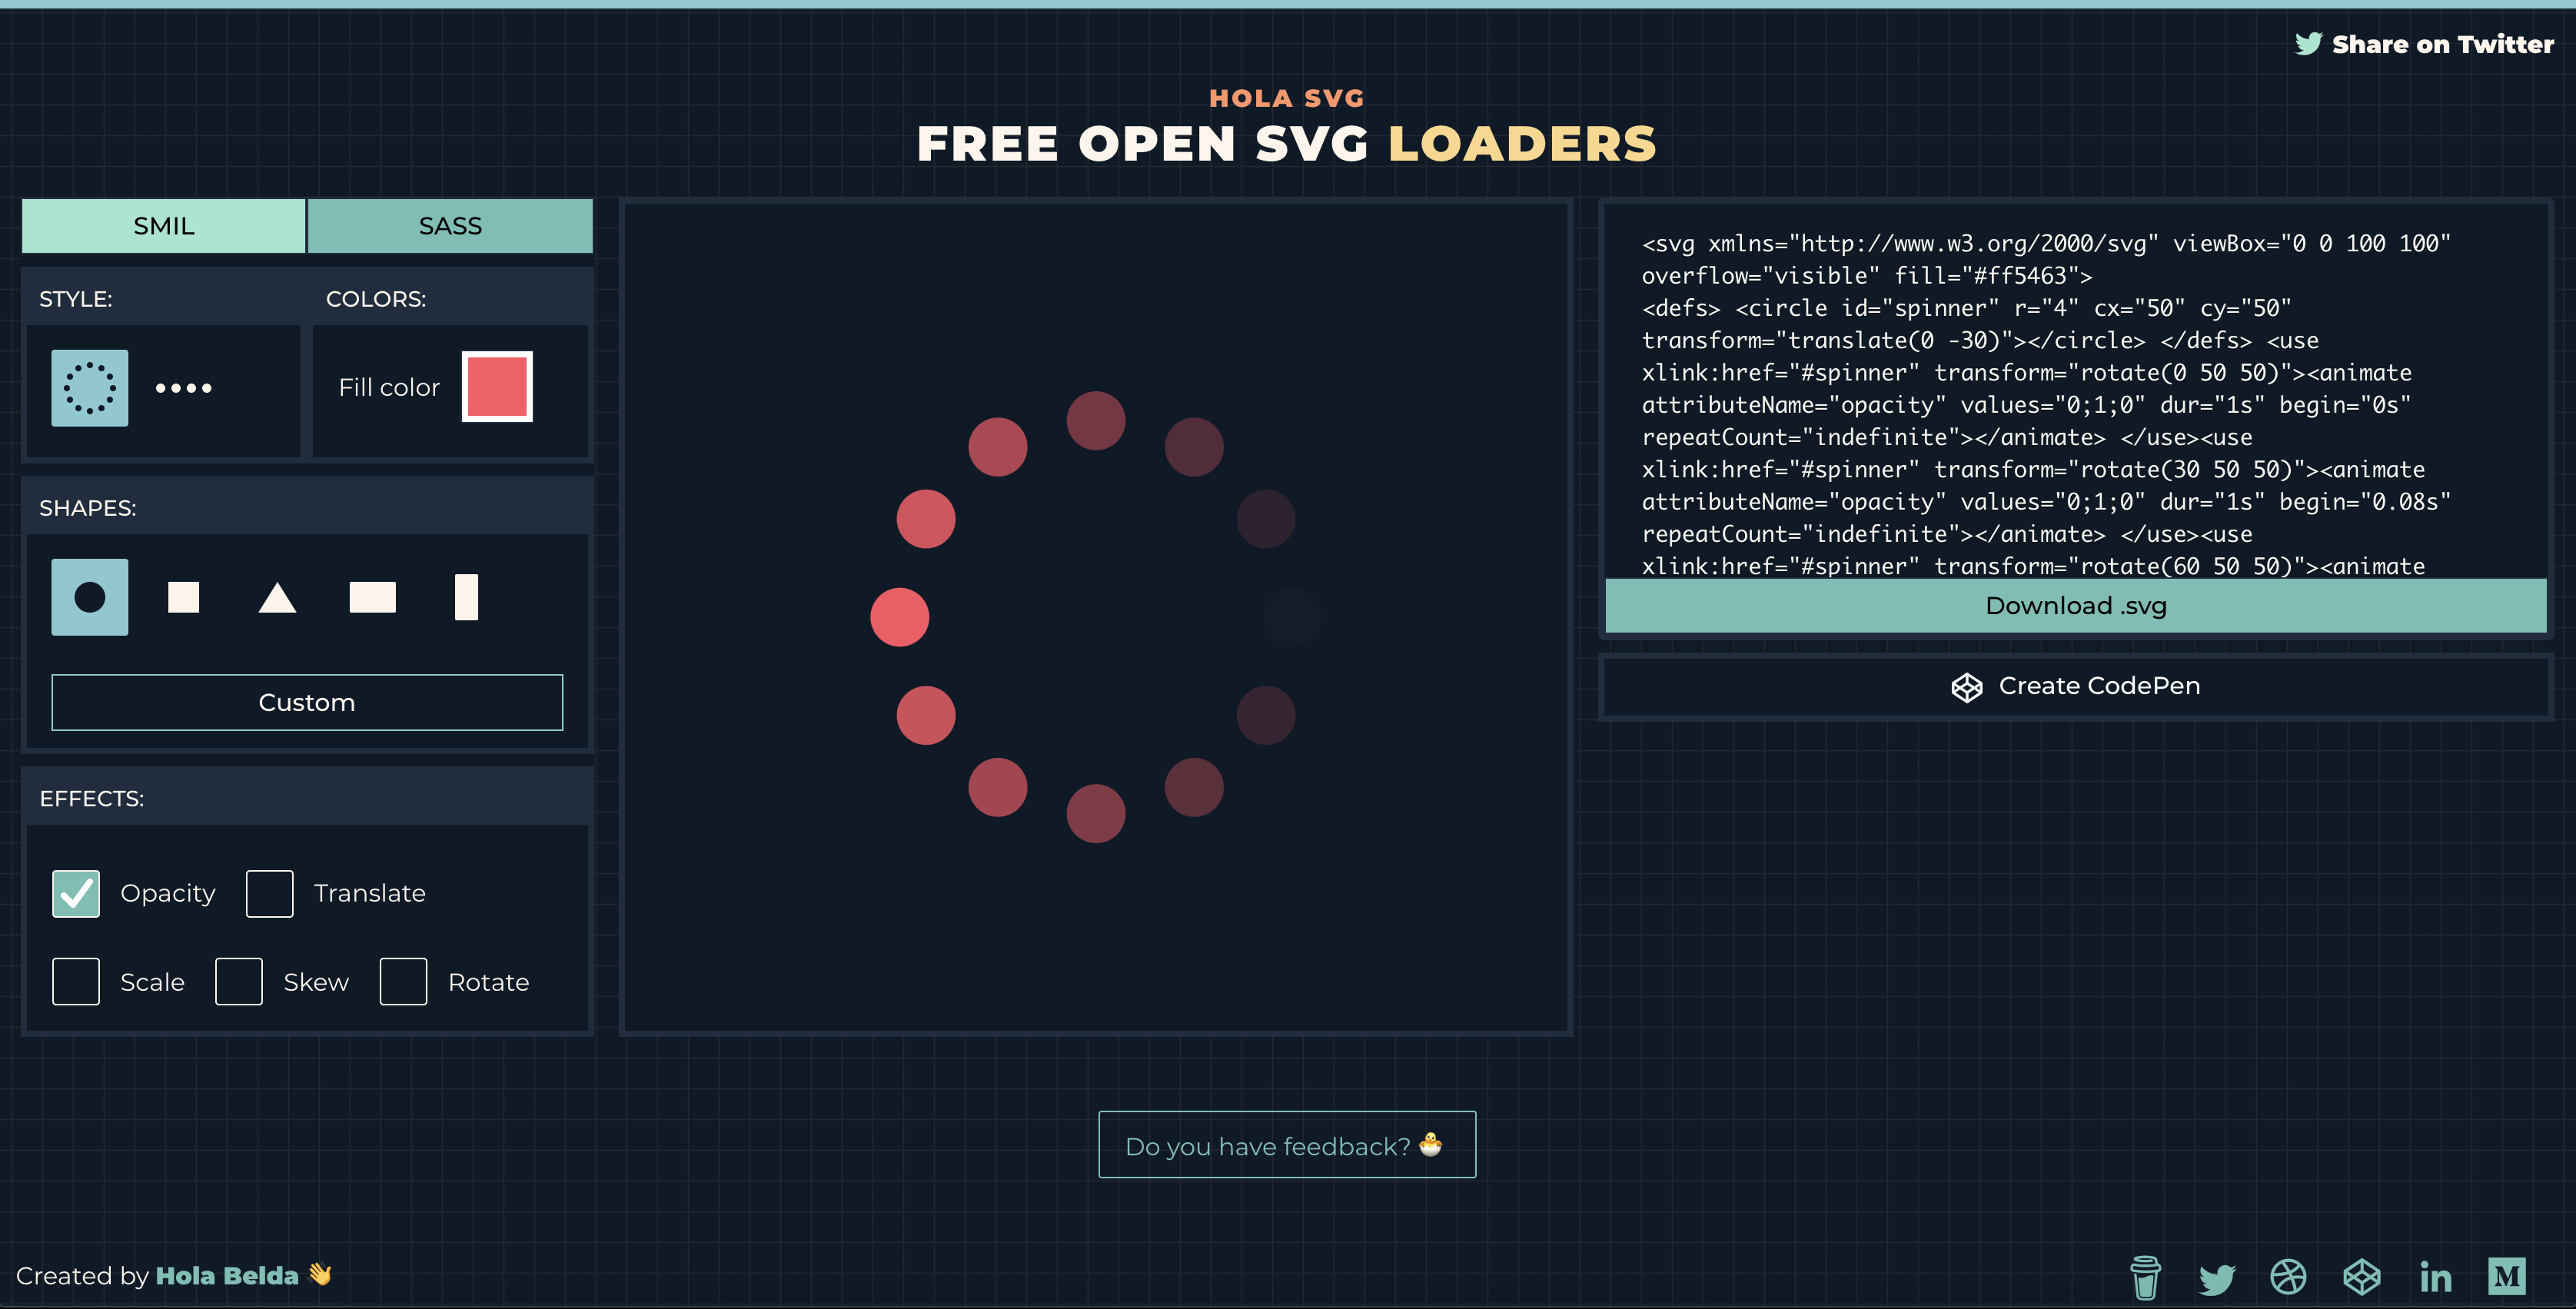 Share on Twitter
HOLA SVG
FREE OPEN SVG LOADERS
SMIL
SASS
STYLE:
COLORS:
Fill color
SHAPES:
Custom
EFFECTS:
Opacity
Translate
Scale
Skew
Rotate
<svg xmlns="http://www.w3.org/2000/svg" viewBox="0 0 100 100"
overflow="visible" fill="#ff5463">
<defs> <circle id="spinner" r="4" cx="50" cy="50"
transform="translate(0 -30)"></circle> </defs> <use
xlink:href="#spinner" transform="rotate(0 50 50)"><animate
attributeName="opacity" values="0;1;0" dur="1s" begin="0s"
repeatCount="indefinite"></animate> </use><use
xlink:href="#spinner" transform="rotate(30 50 50)"><animate
attributeName="opacity" values="0;1;0" dur="1s" begin="0.08s"
repeatCount="indefinite"></animate> </use><use
xlink:href="#spinner" transform="rotate(60 50 50)"><animate
Download .svg
Create CodePen
Do you have feedback? 🐣
Created by Hola Belda 👋
in
M